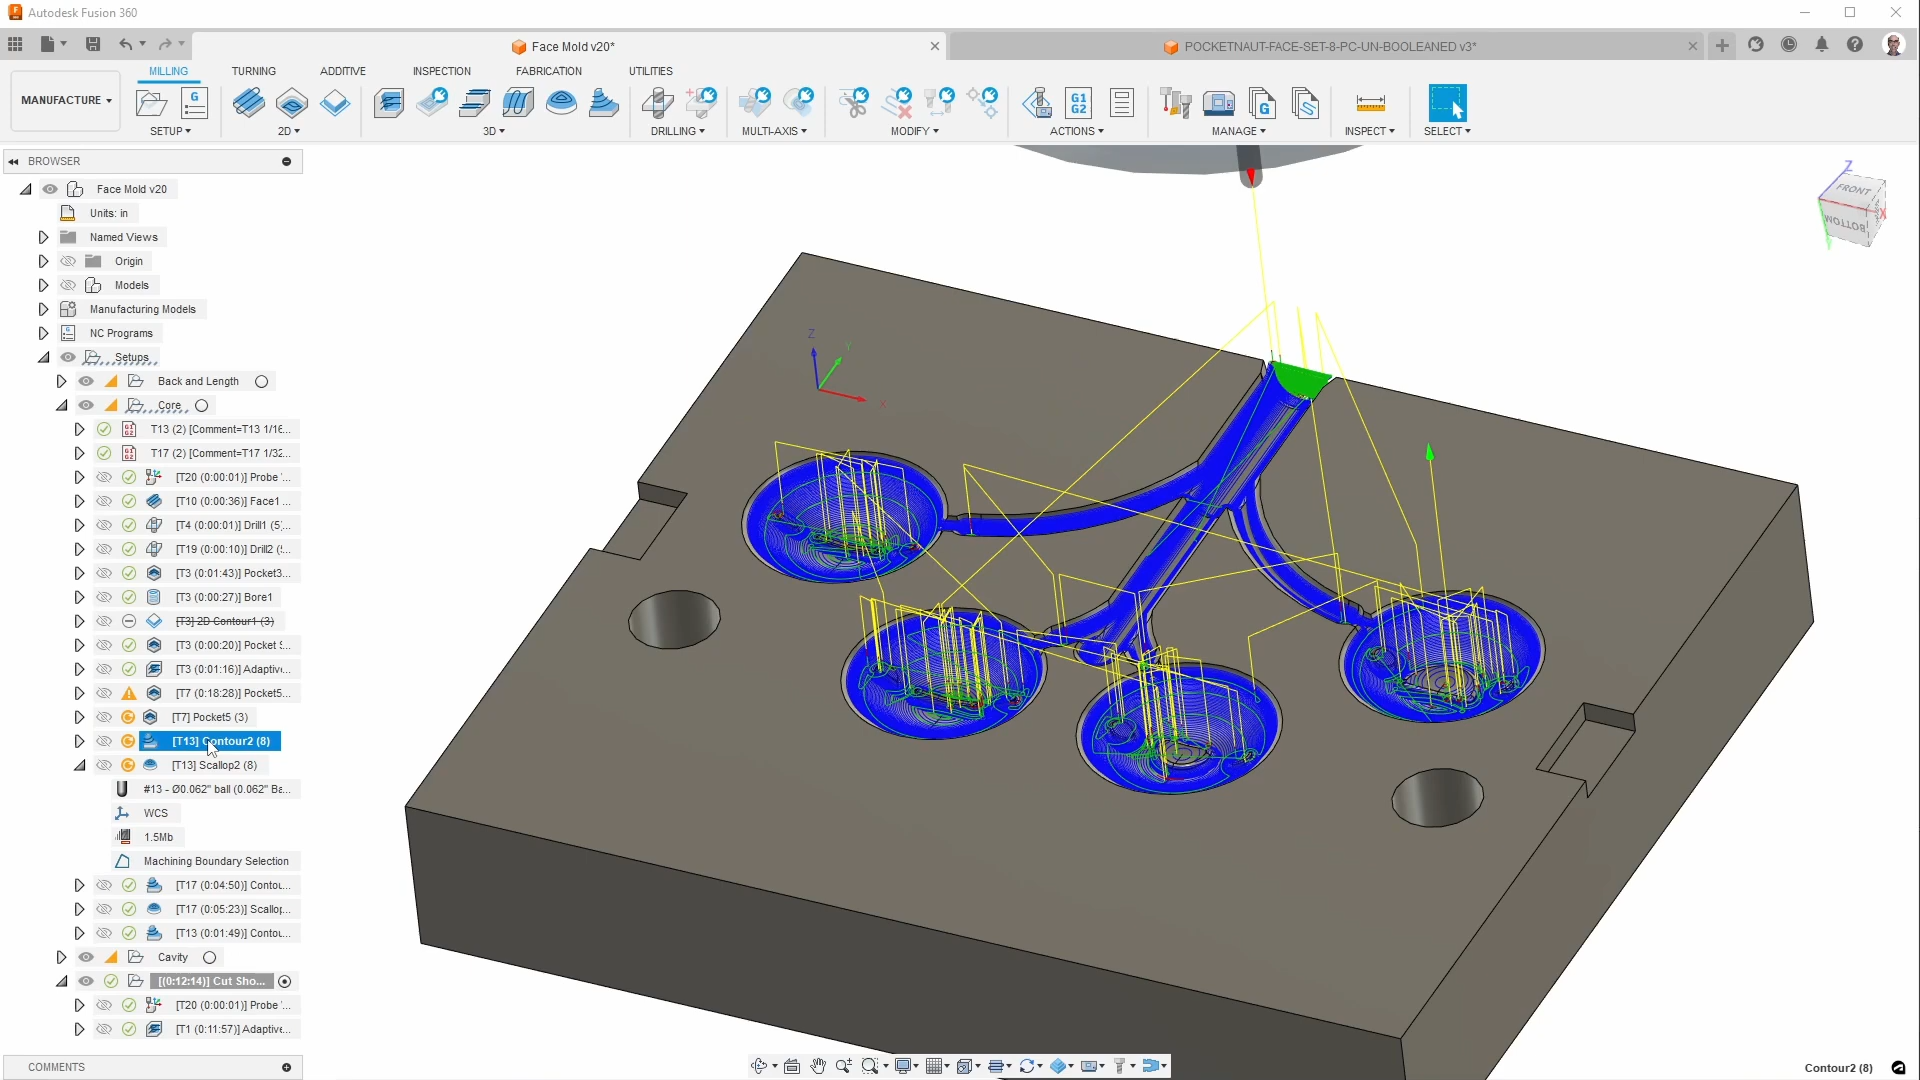 Autodesk Fusion 360
Face Mold v20*
POCKETNAUT-FACE-SET-8-PC-UN-BOOLEANED v3*
MILLING TURNING ADDITIVE INSPECTION FABRICATION UTILITIES
MANUFACTURE
SETUP 2D 3D DRILLING MULTI-AXIS MODIFY ACTIONS MANAGE INSPECT SELECT
BROWSER
Face Mold v20
Units: in
Named Views
Origin
Models
Manufacturing Models
NC Programs
Setups
Back and Length
Core
T13 (2) [Comment=T13 1/16...
T17 (2) [Comment=T17 1/32...
[T20 (0:00:01)] Probe '...
[T10 (0:00:36)] Face1 ...
[T4 (0:00:01)] Drill1 (5)...
[T19 (0:00:10)] Drill2 (...
[T3 (0:01:43)] Pocket3...
[T3 (0:00:27)] Bore1
[T3] 2D Contour1 (3)
[T3 (0:00:20)] Pocket ...
[T3 (0:01:16)] Adaptive...
[T7 (0:18:28)] Pocket5...
[T7] Pocket5 (3)
[T13] Contour2 (8)
[T13] Scallop2 (8)
#13 - Ø0.062" ball (0.062" Ba...
WCS
1.5Mb
Machining Boundary Selection
[T17 (0:04:50)] Contou...
[T17 (0:05:23)] Scallop...
[T13 (0:01:49)] Contou...
Cavity
[(0:12:14)] Cut Sho...
[T20 (0:00:01)] Probe '...
[T1 (0:11:57)] Adaptive...
COMMENTS
Z
Y
X
Z
FRONT
X
BOTTOM
Contour2 (8)